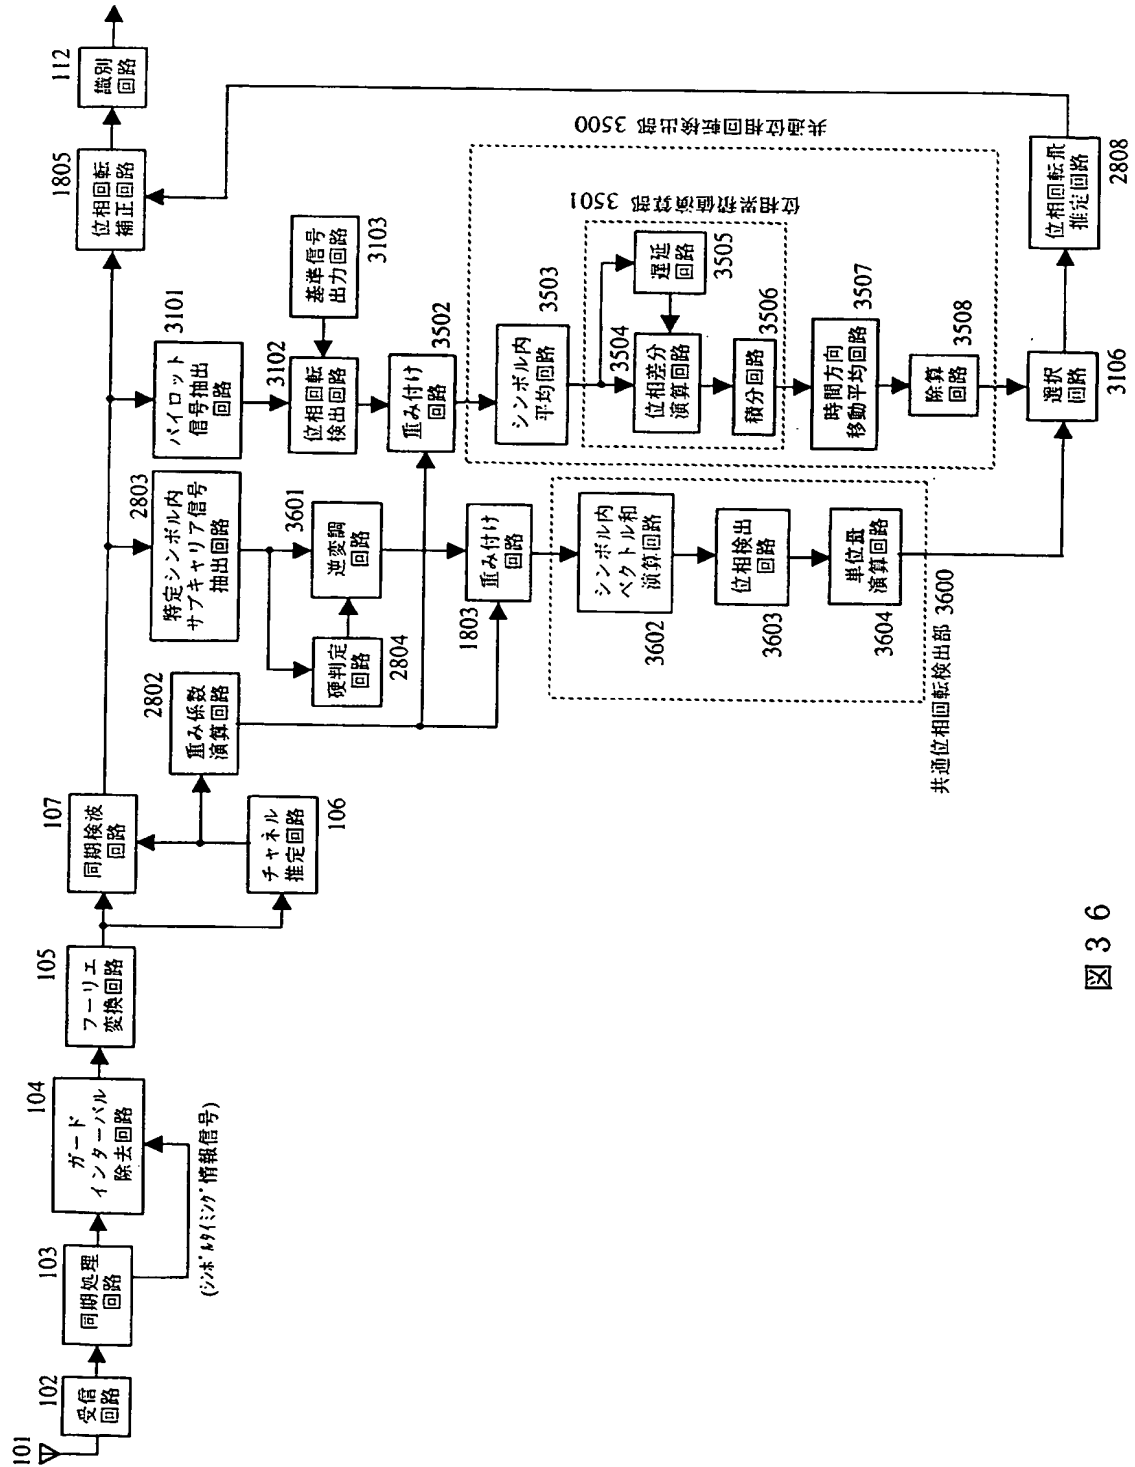 101
102
受信
回路
103
同期処理
回路
(シンボルタイミング情報信号)
104
ガード
インターバル
除去回路
105
フーリエ
変換回路
106
チャネル
推定回路
107
同期検波
回路
2802
重み係数
演算回路
2803
特定シンボル内
サブキャリア信号
抽出回路
2804
硬判定
回路
3601
逆変調
回路
1803
重み付け
回路
3101
パイロット
信号抽出
回路
3102
位相回転
検出回路
3103
基準信号
出力回路
3502
重み付け
回路
1805
位相回転
補正回路
112
識別
回路
共通位相回転検出部 3500
3503
シンボル内
平均回路
位相累積値演算部 3501
3504
位相差分
演算回路
3505
遅延
回路
3506
積分回路
3507
時間方向
移動平均回路
3508
除算
回路
共通位相回転検出部 3600
3602
シンボル内
ベクトル和
演算回路
3603
位相検出
回路
3604
単位量
演算回路
3106
選択
回路
2808
位相回転量
推定回路
図36